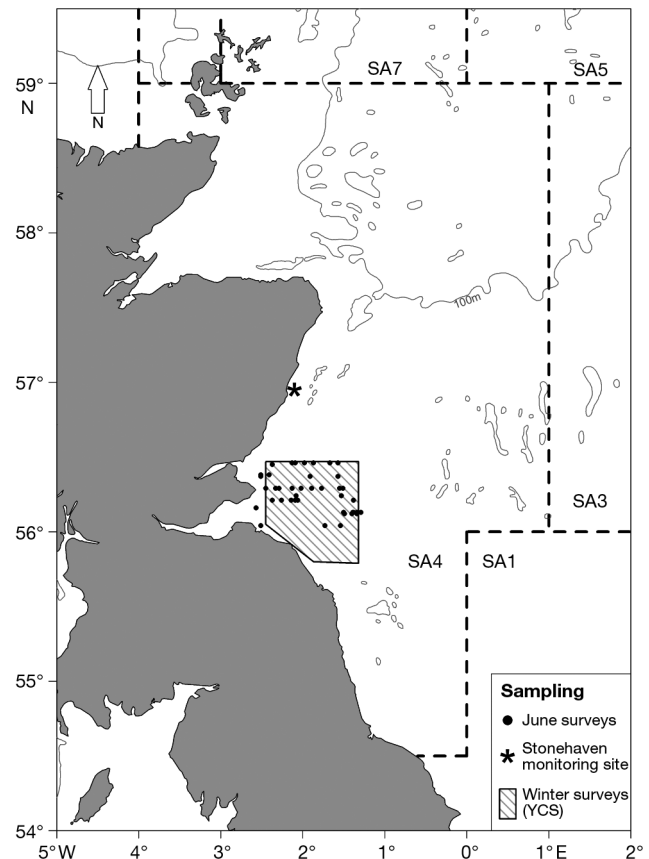 59°
N
N
SA7
SA5
58°
100m
57°
SA3
56°
SA4
SA1
55°
Sampling
June surveys
Stonehaven
monitoring site
Winter surveys
(YCS)
54°
5°W
4°
3°
2°
1°
0°
1°E
2°